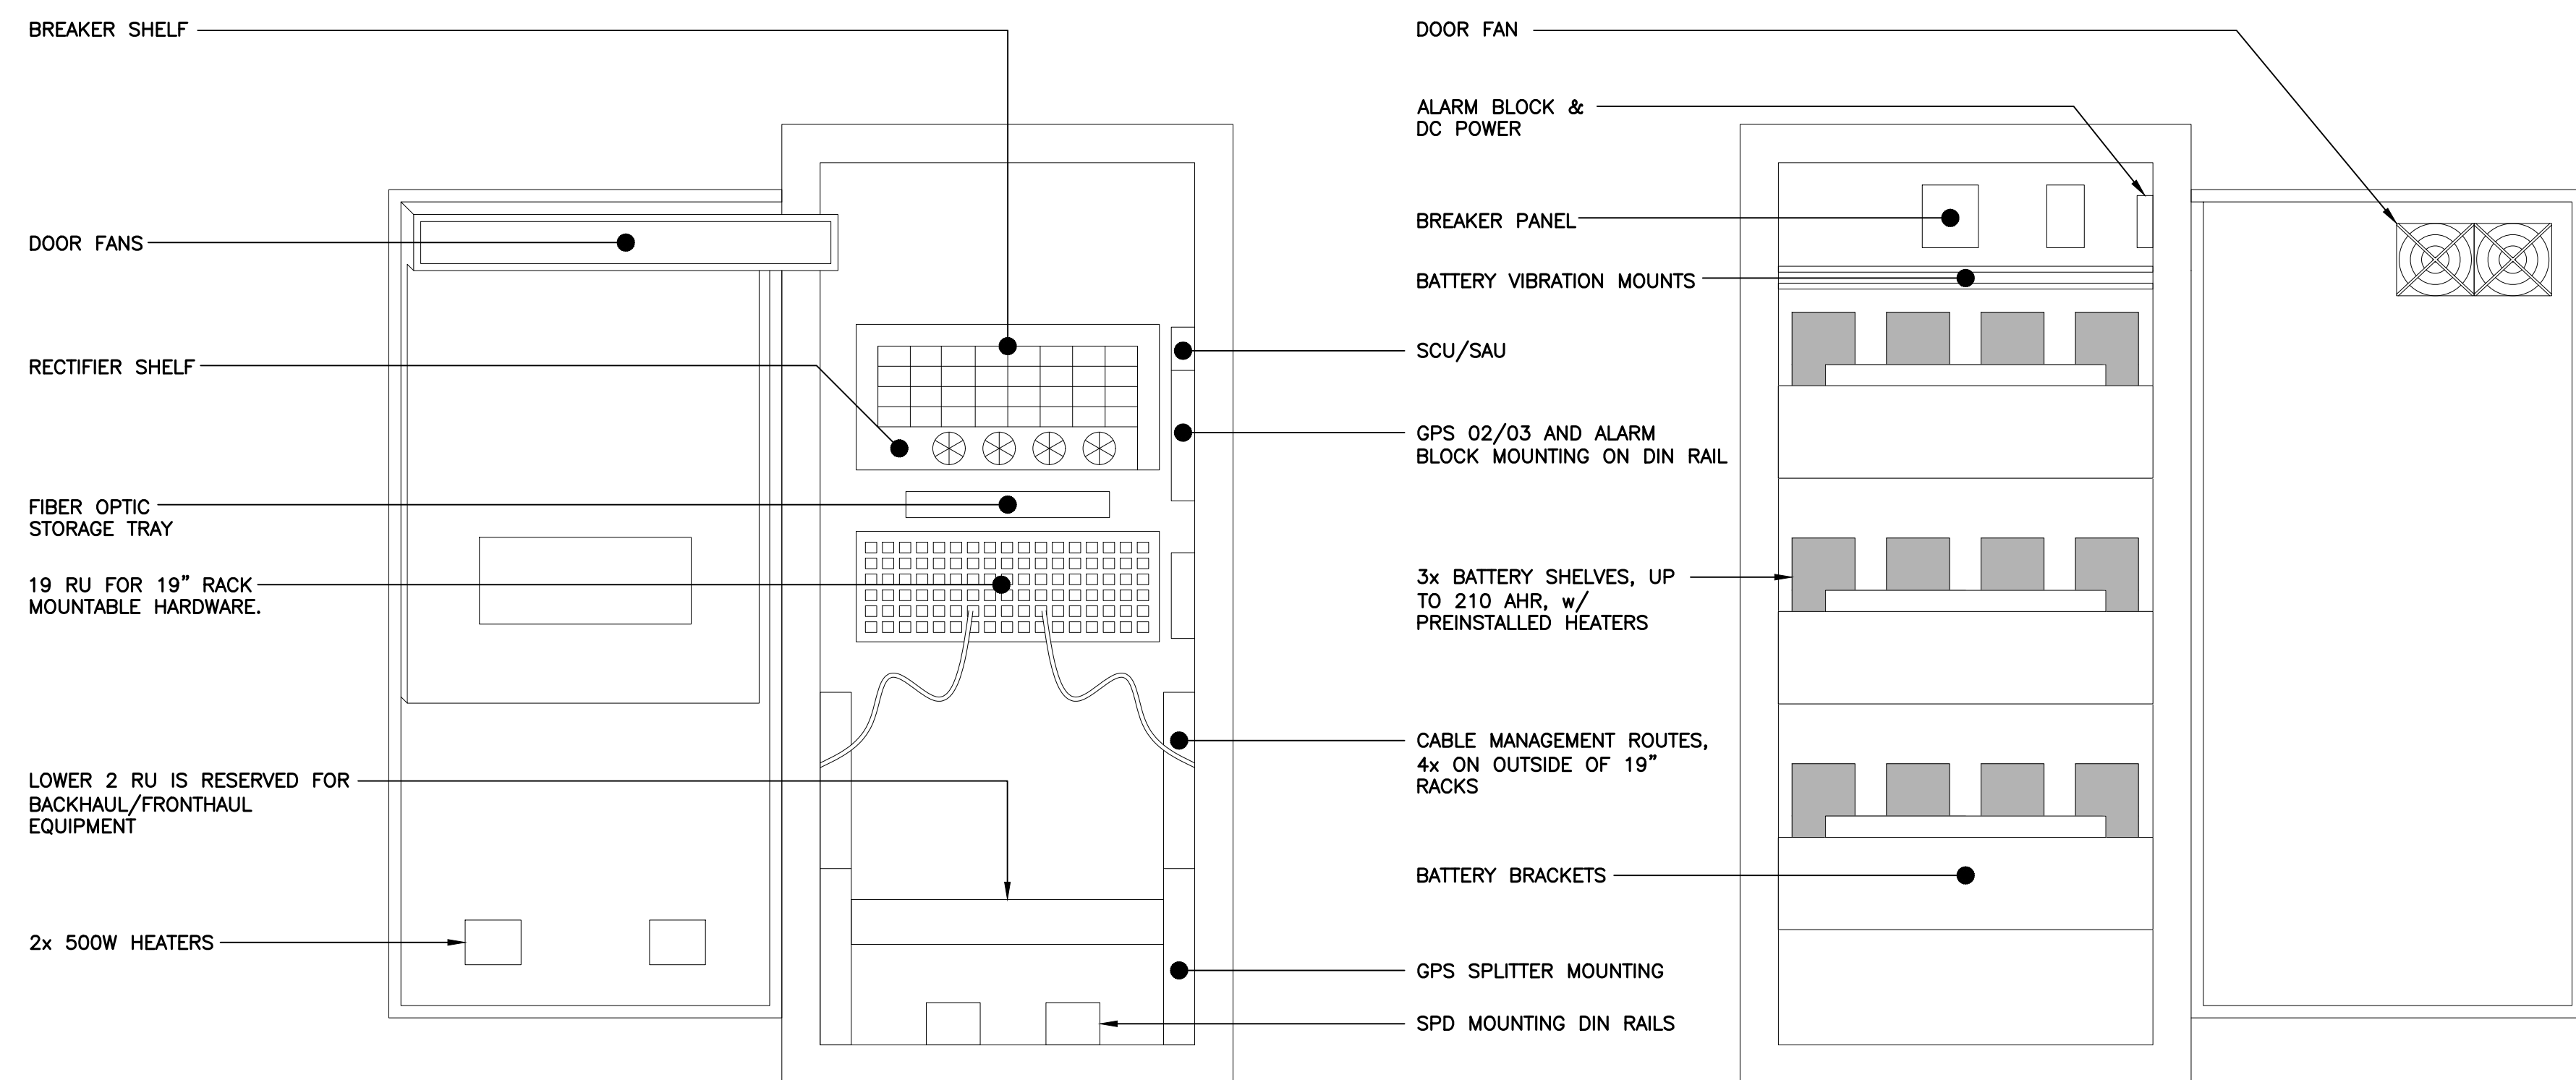 BREAKER SHELF
DOOR FANS
RECTIFIER SHELF
FIBER OPTIC
STORAGE TRAY
19 RU FOR 19” RACK
MOUNTABLE HARDWARE.
LOWER 2 RU IS RESERVED FOR
BACKHAUL/FRONTHAUL
EQUIPMENT
2x 500W HEATERS
DOOR FAN
ALARM BLOCK &
DC POWER
BREAKER PANEL
BATTERY VIBRATION MOUNTS
SCU/SAU
GPS 02/03 AND ALARM
BLOCK MOUNTING ON DIN RAIL
3x BATTERY SHELVES, UP
TO 210 AHR, w/
PREINSTALLED HEATERS
CABLE MANAGEMENT ROUTES,
4x ON OUTSIDE OF 19”
RACKS
BATTERY BRACKETS
GPS SPLITTER MOUNTING
SPD MOUNTING DIN RAILS